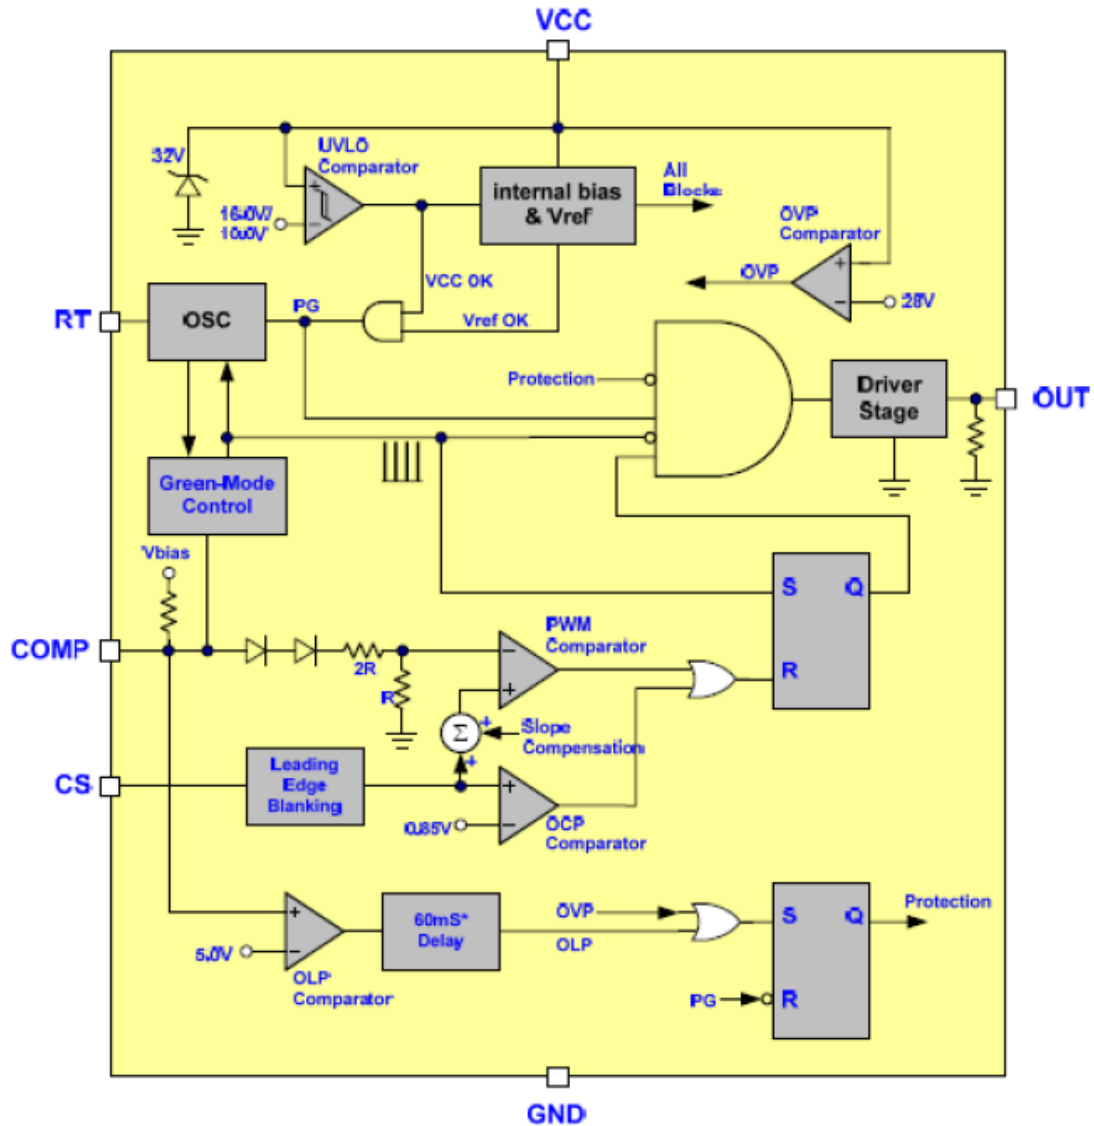 VCC
32V
UVLO
Comparator
16.0V/
10.0V
internal bias
& Vref
All
Blocks
OVP
Comparator
OVP
28V
VCC OK
PG
Vref OK
RT
OSC
Protection
Driver
Stage
OUT
Green-Mode
Control
Vbias
S
Q
R
COMP
2R
R
PWM
Comparator
Σ
+
+
Slope
Compensation
CS
Leading
Edge
Blanking
0.85V
OCP
Comparator
60mS*
Delay
5.0V
OLP
Comparator
OVP
OLP
S
Q
Protection
PG
R
GND